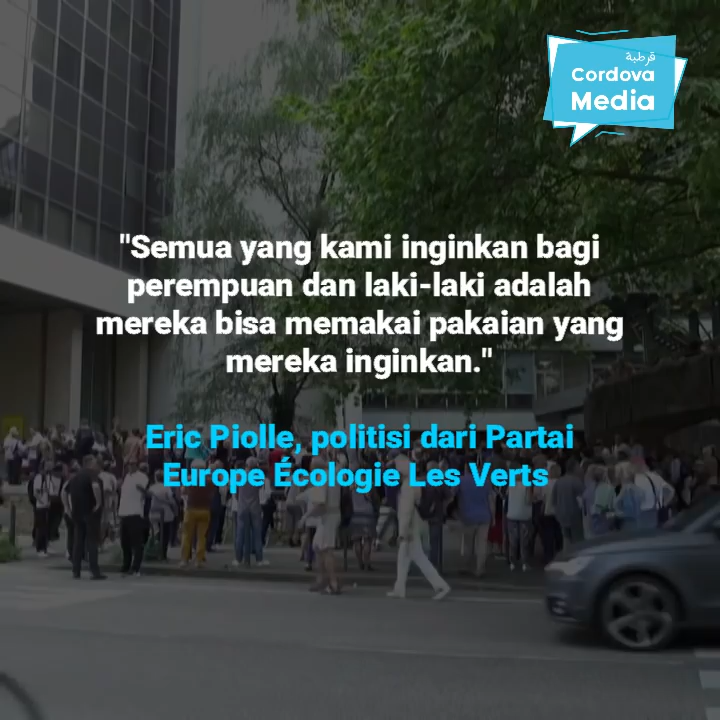 قرطبة
Cordova
Media
"Semua yang kami inginkan bagi
perempuan dan laki-laki adalah
mereka bisa memakai pakaian yang
mereka inginkan."
Eric Piolle, politisi dari Partai
Europe Écologie Les Verts